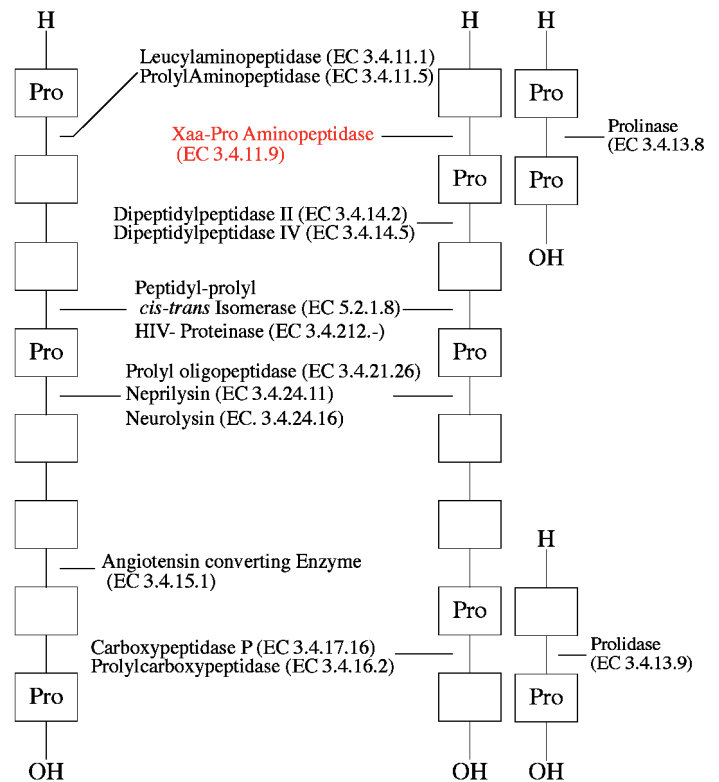 H
H
H
Leucylaminopeptidase (EC 3.4.11.1)
ProlylAminopeptidase (EC 3.4.11.5)
Pro
Pro
Xaa-Pro Aminopeptidase
(EC 3.4.11.9)
Prolinase
(EC 3.4.13.8
Pro
Pro
Dipeptidylpeptidase II (EC 3.4.14.2)
Dipeptidylpeptidase IV (EC 3.4.14.5)
OH
Peptidyl-prolyl
cis-trans Isomerase (EC 5.2.1.8)
HIV- Proteinase (EC 3.4.212.-)
Pro
Pro
Prolyl oligopeptidase (EC 3.4.21.26)
Neprilysin (EC 3.4.24.11)
Neurolysin (EC. 3.4.24.16)
H
Angiotensin converting Enzyme
(EC 3.4.15.1)
Pro
Carboxypeptidase P (EC 3.4.17.16)
Prolylcarboxypeptidase (EC 3.4.16.2)
Prolidase
(EC 3.4.13.9)
Pro
Pro
OH
OH
OH